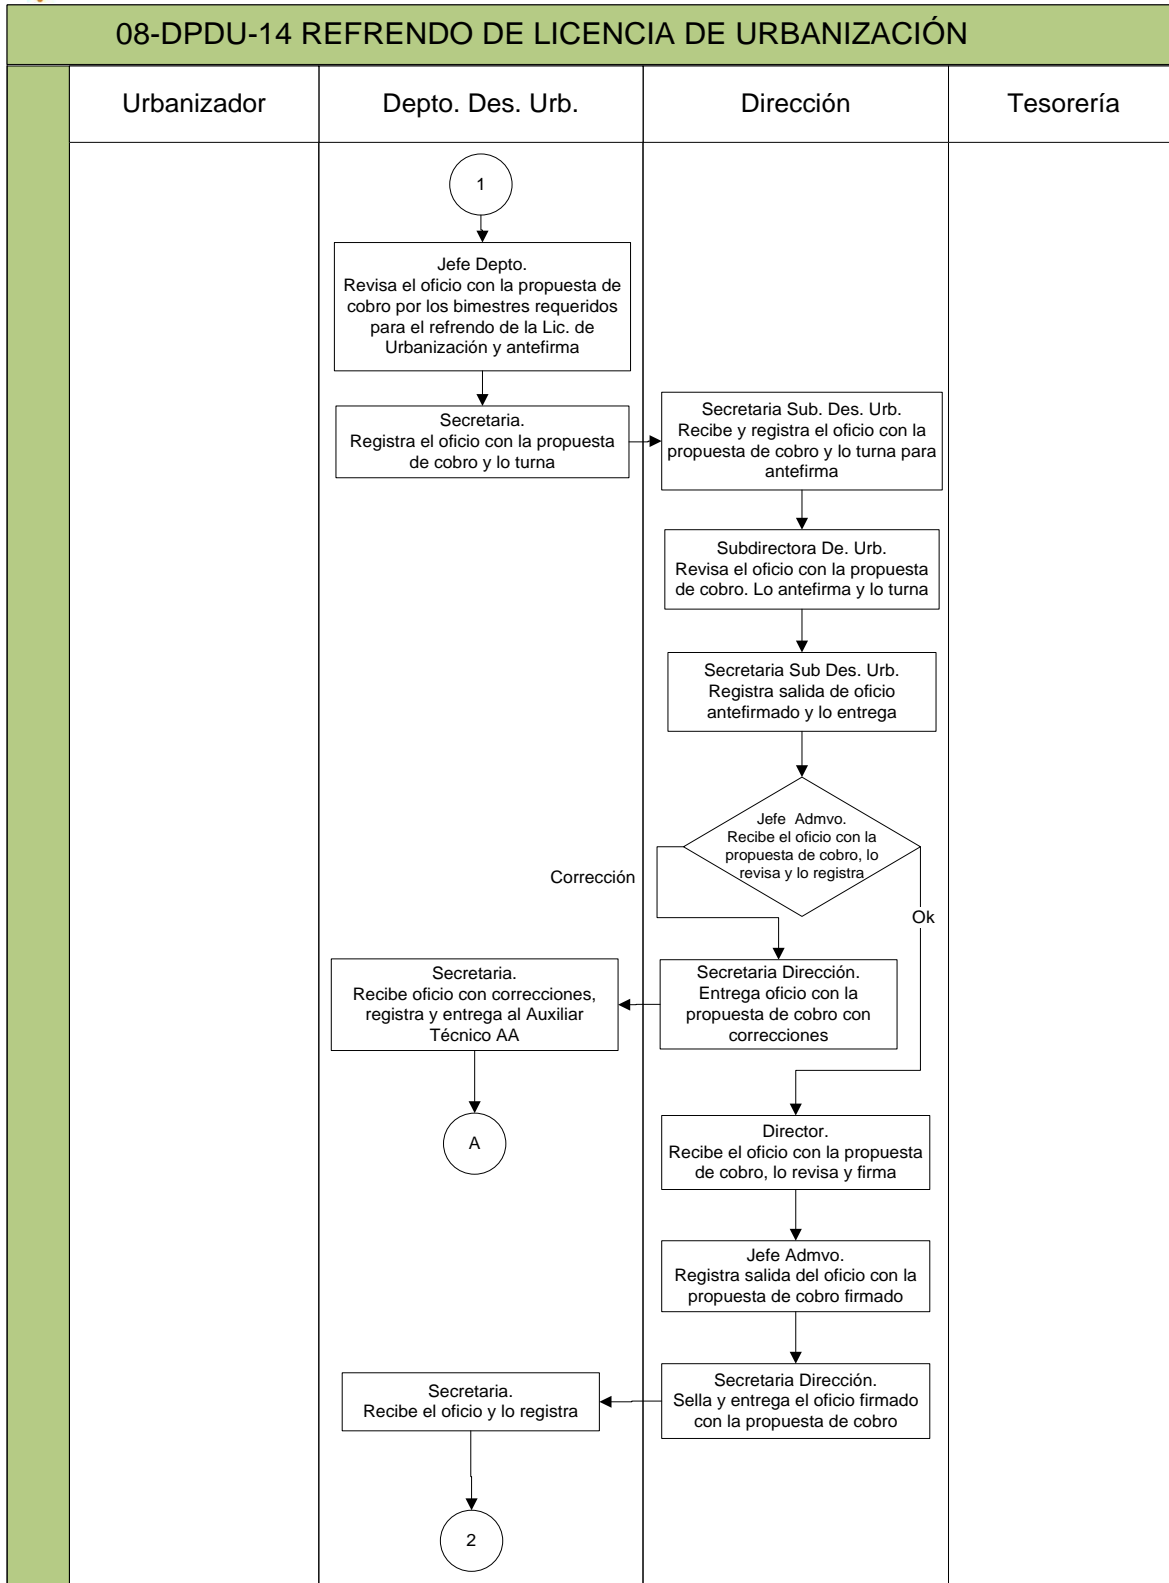 08-DPDU-14 REFRENDO DE LICENCIA DE URBANIZACIÓN
Urbanizador
Depto. Des. Urb.
Dirección
Tesorería
1
Jefe Depto.
Revisa el oficio con la propuesta de
cobro por los bimestres requeridos
para el refrendo de la Lic. de
Urbanización y antefirma
Secretaria.
Registra el oficio con la propuesta
de cobro y lo turna
Secretaria Sub. Des. Urb.
Recibe y registra el oficio con la
propuesta de cobro y lo turna para
antefirma
Subdirectora De. Urb.
Revisa el oficio con la propuesta
de cobro. Lo antefirma y lo turna
Secretaria Sub Des. Urb.
Registra salida de oficio
antefirmado y lo entrega
Jefe Admvo.
Recibe el oficio con la
propuesta de cobro, lo
revisa y lo registra
Corrección
Ok
Secretaria Dirección.
Entrega oficio con la
propuesta de cobro con
correcciones
Secretaria.
Recibe oficio con correcciones,
registra y entrega al Auxiliar
Técnico AA
A
Director.
Recibe el oficio con la propuesta
de cobro, lo revisa y firma
Jefe Admvo.
Registra salida del oficio con la
propuesta de cobro firmado
Secretaria Dirección.
Sella y entrega el oficio firmado
con la propuesta de cobro
Secretaria.
Recibe el oficio y lo registra
2